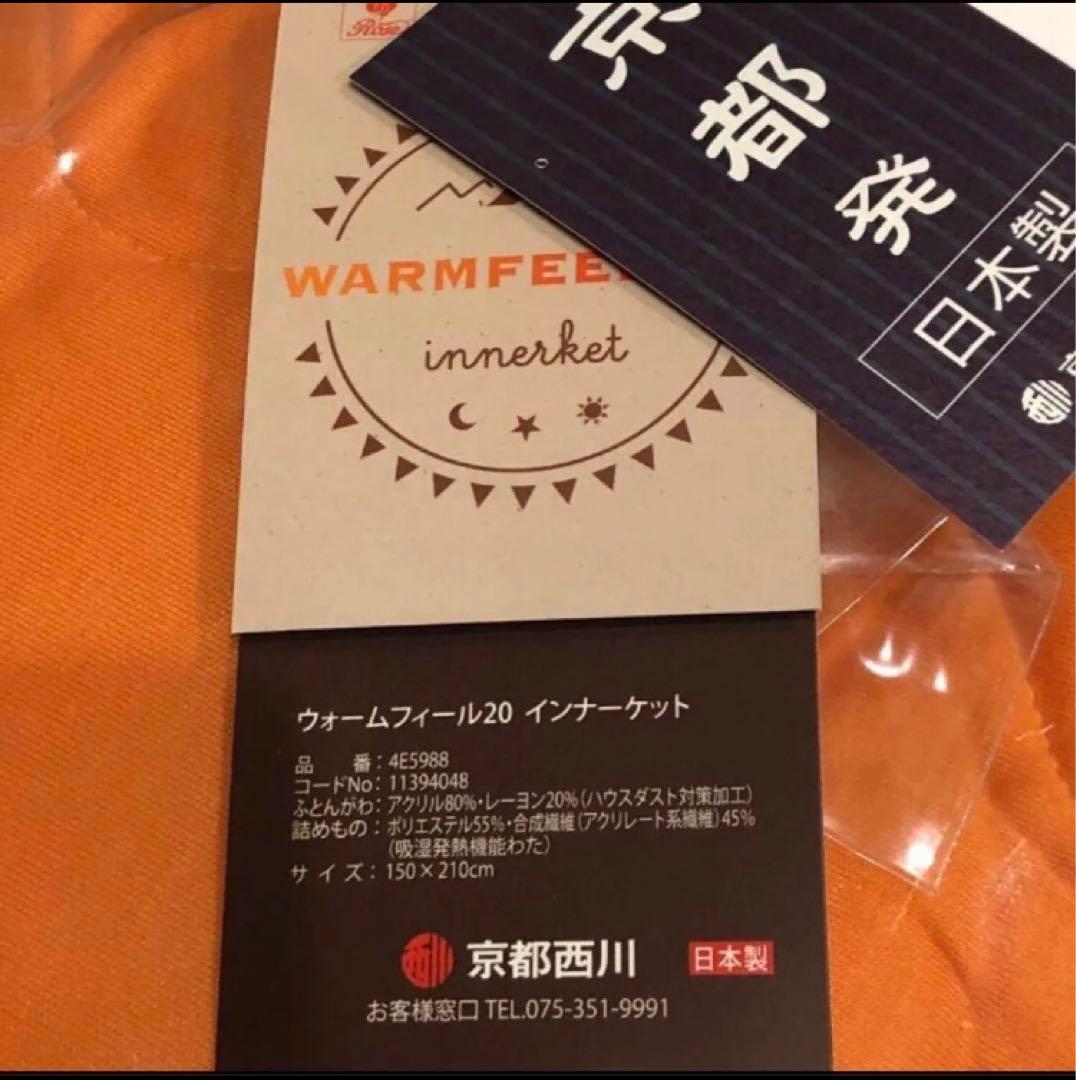 Rose
京都発
日本製
西川
WARMFEE
innerket
ウォームフィール20 インナーケット
品 番：4E5988
コードNo：11394048
ふとんがわ：アクリル80%・レーヨン20%（ハウスダスト対策加工）
詰めもの：ポリエステル55%・合成繊維（アクリレート系繊維）45%
（吸湿発熱機能わた）
サイズ：150×210cm
西川 京都西川 日本製
お客様窓口 TEL.075-351-9991